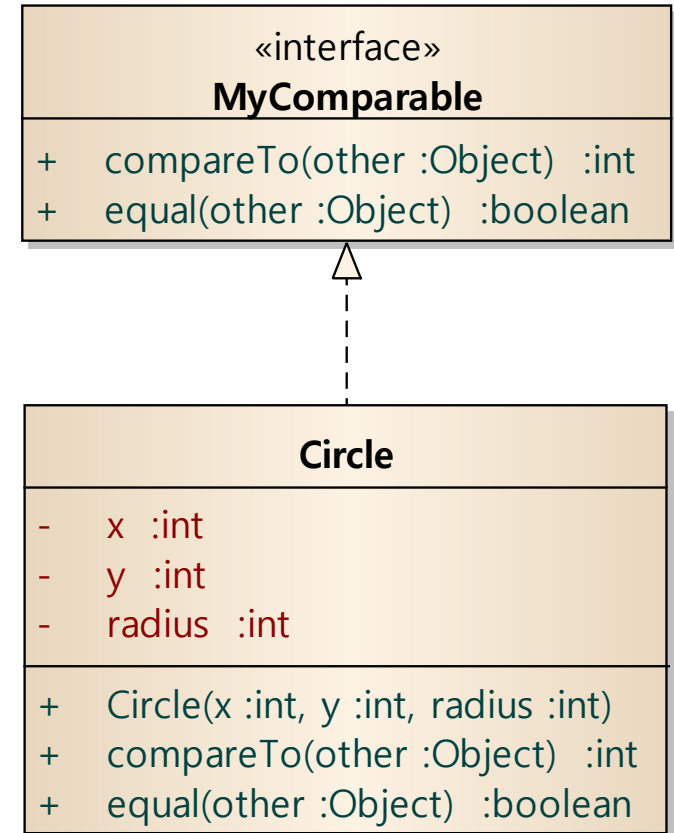 «interface»
MyComparable
+ compareTo(other :Object) :int
+ equal(other :Object) :boolean
Circle
- x :int
- y :int
- radius :int
+ Circle(x :int, y :int, radius :int)
+ compareTo(other :Object) :int
+ equal(other :Object) :boolean